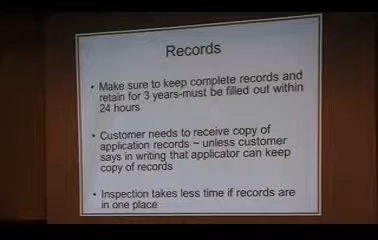 Records
• Make sure to keep complete records and
retain for 3 years-must be filled out within
24 hours
• Customer needs to receive copy of
application records ~ unless customer
says in writing that applicator can keep
copy of records
• Inspection takes less time if records are
in one place